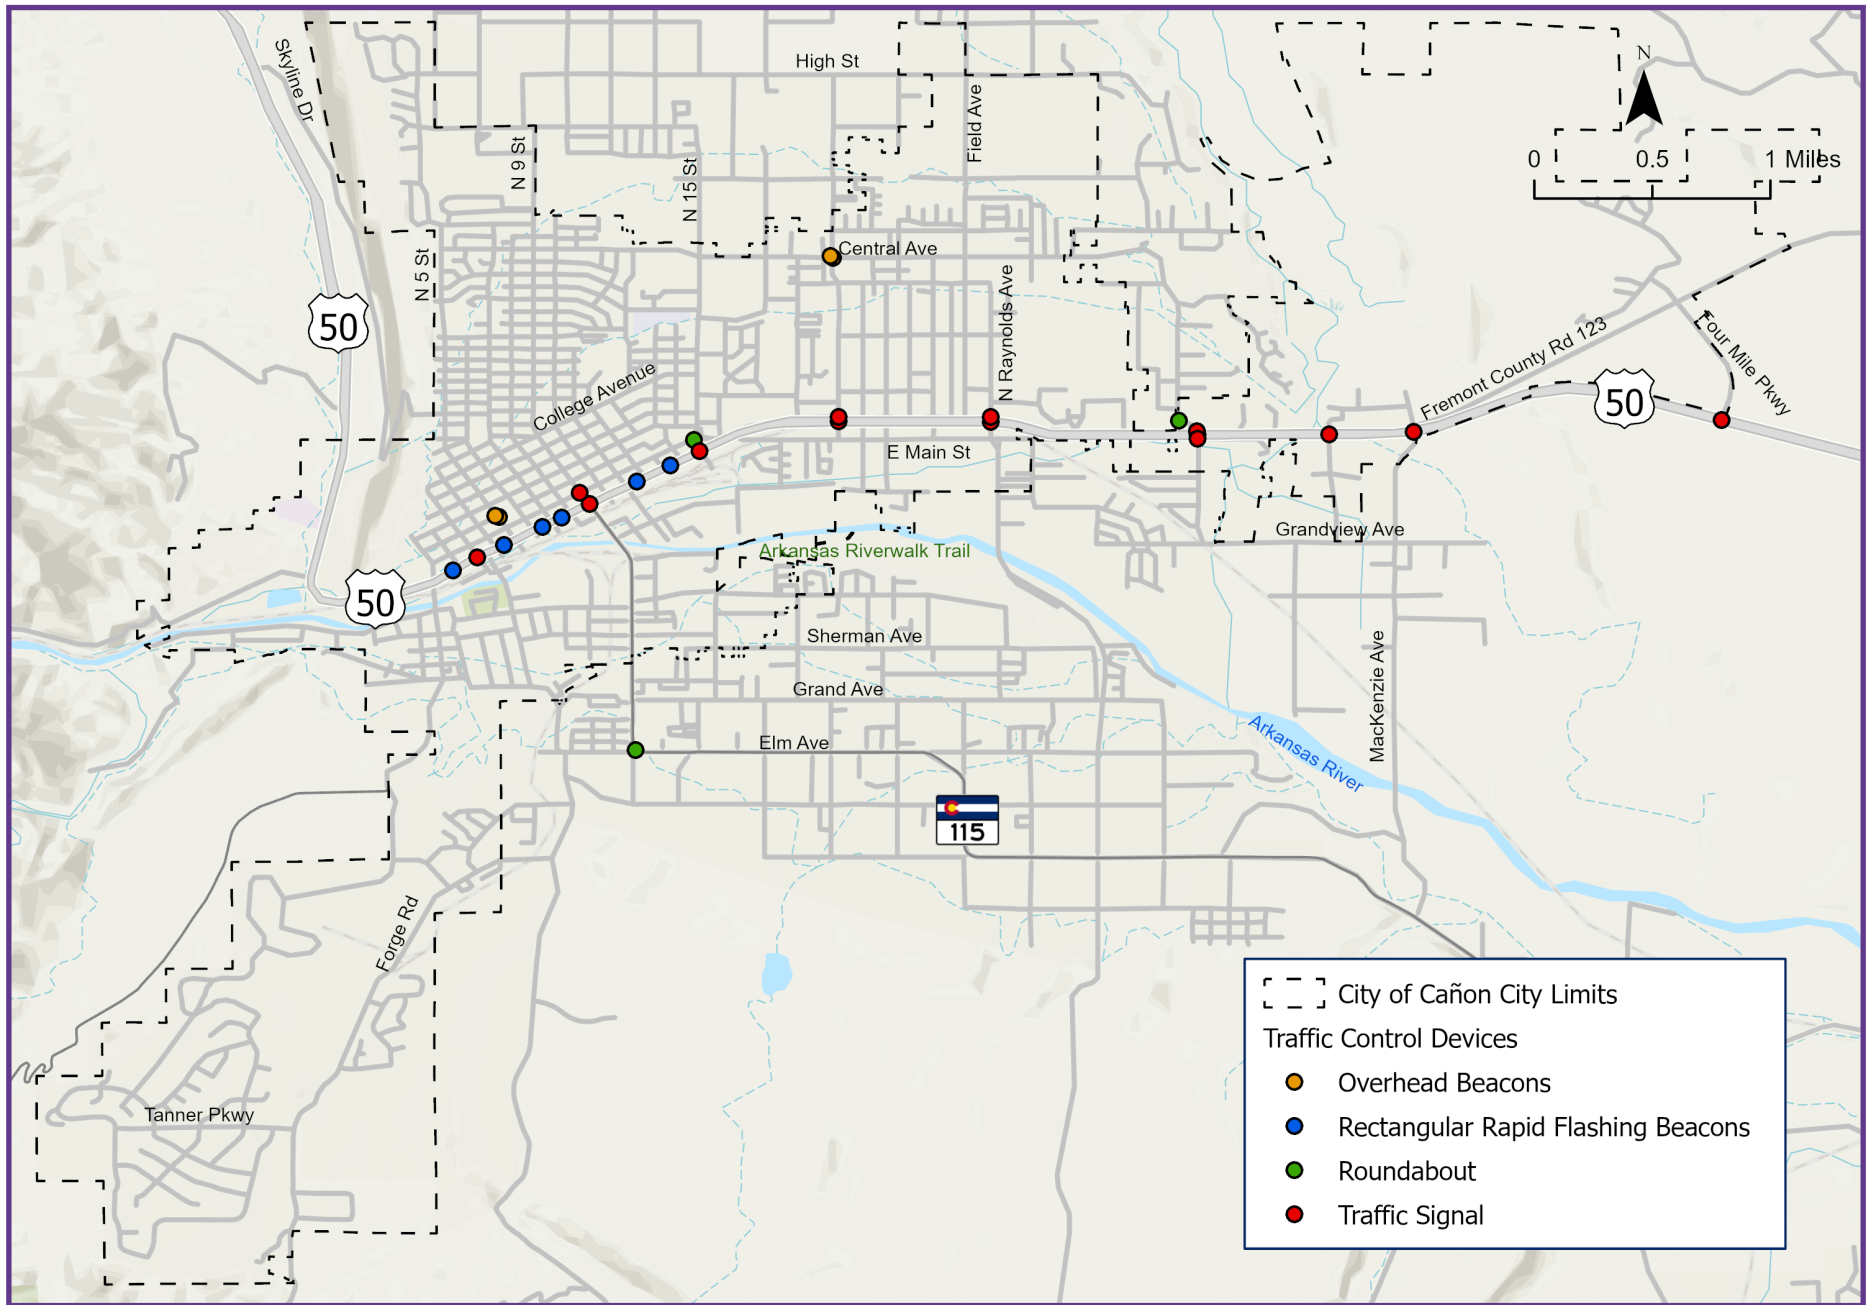 High St
Skyline Dr
Field Ave
N
0 0.5 1 Miles
N 9 St
N 15 St
N 5 St
Central Ave
N Raynolds Ave
50
Fremont County Rd 123
Four Mile Pkwy
50
College Avenue
E Main St
Grandview Ave
Arkansas Riverwalk Trail
50
Sherman Ave
Grand Ave
MacKenzie Ave
Elm Ave
Arkansas River
115
Forge Rd
Tanner Pkwy
City of Cañon City Limits
Traffic Control Devices
Overhead Beacons
Rectangular Rapid Flashing Beacons
Roundabout
Traffic Signal